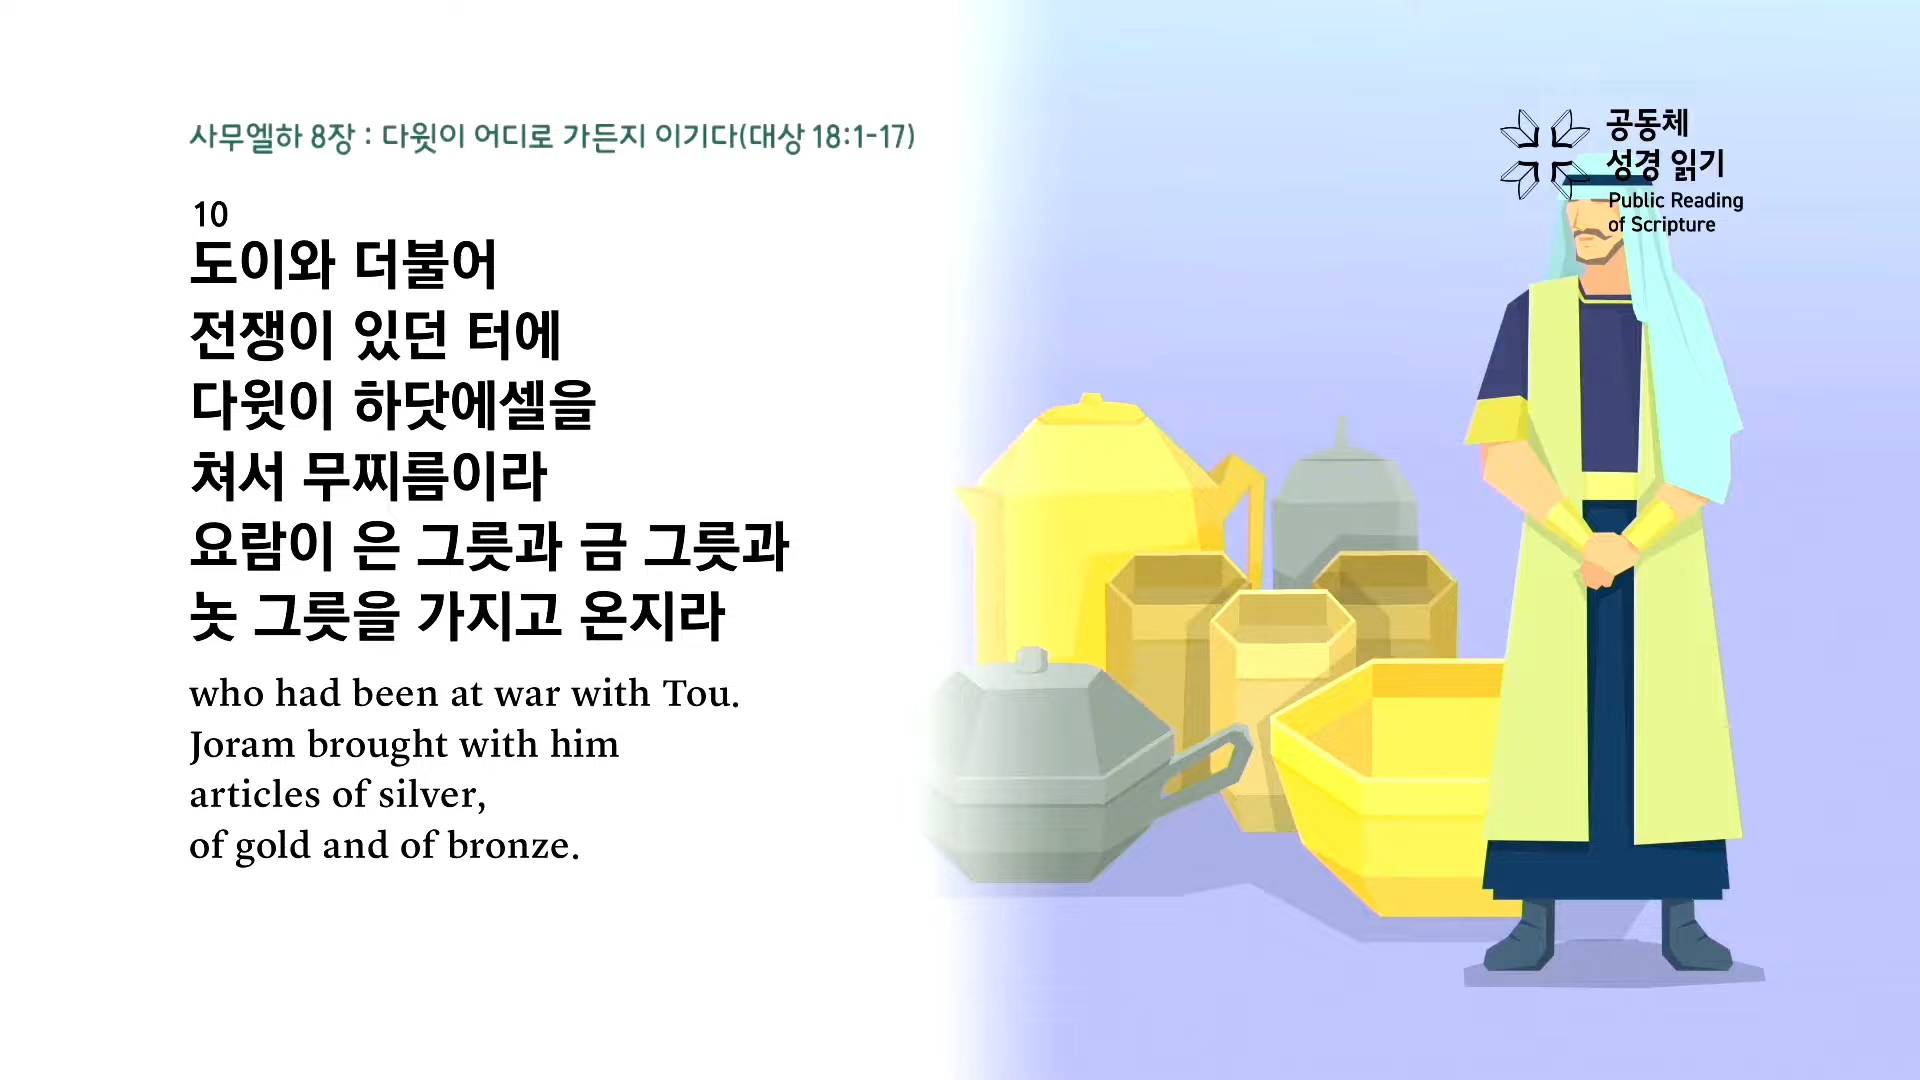 사무엘하 8장 : 다윗이 어디로 가든지 이기다(대상 18:1-17)
10
도이와 더불어
전쟁이 있던 터에
다윗이 하닷에셀을
쳐서 무찌름이라
요람이 은 그릇과 금 그릇과
놋 그릇을 가지고 온지라
who had been at war with Tou.
Joram brought with him
articles of silver,
of gold and of bronze.
공동체
성경 읽기
Public Reading
of Scripture